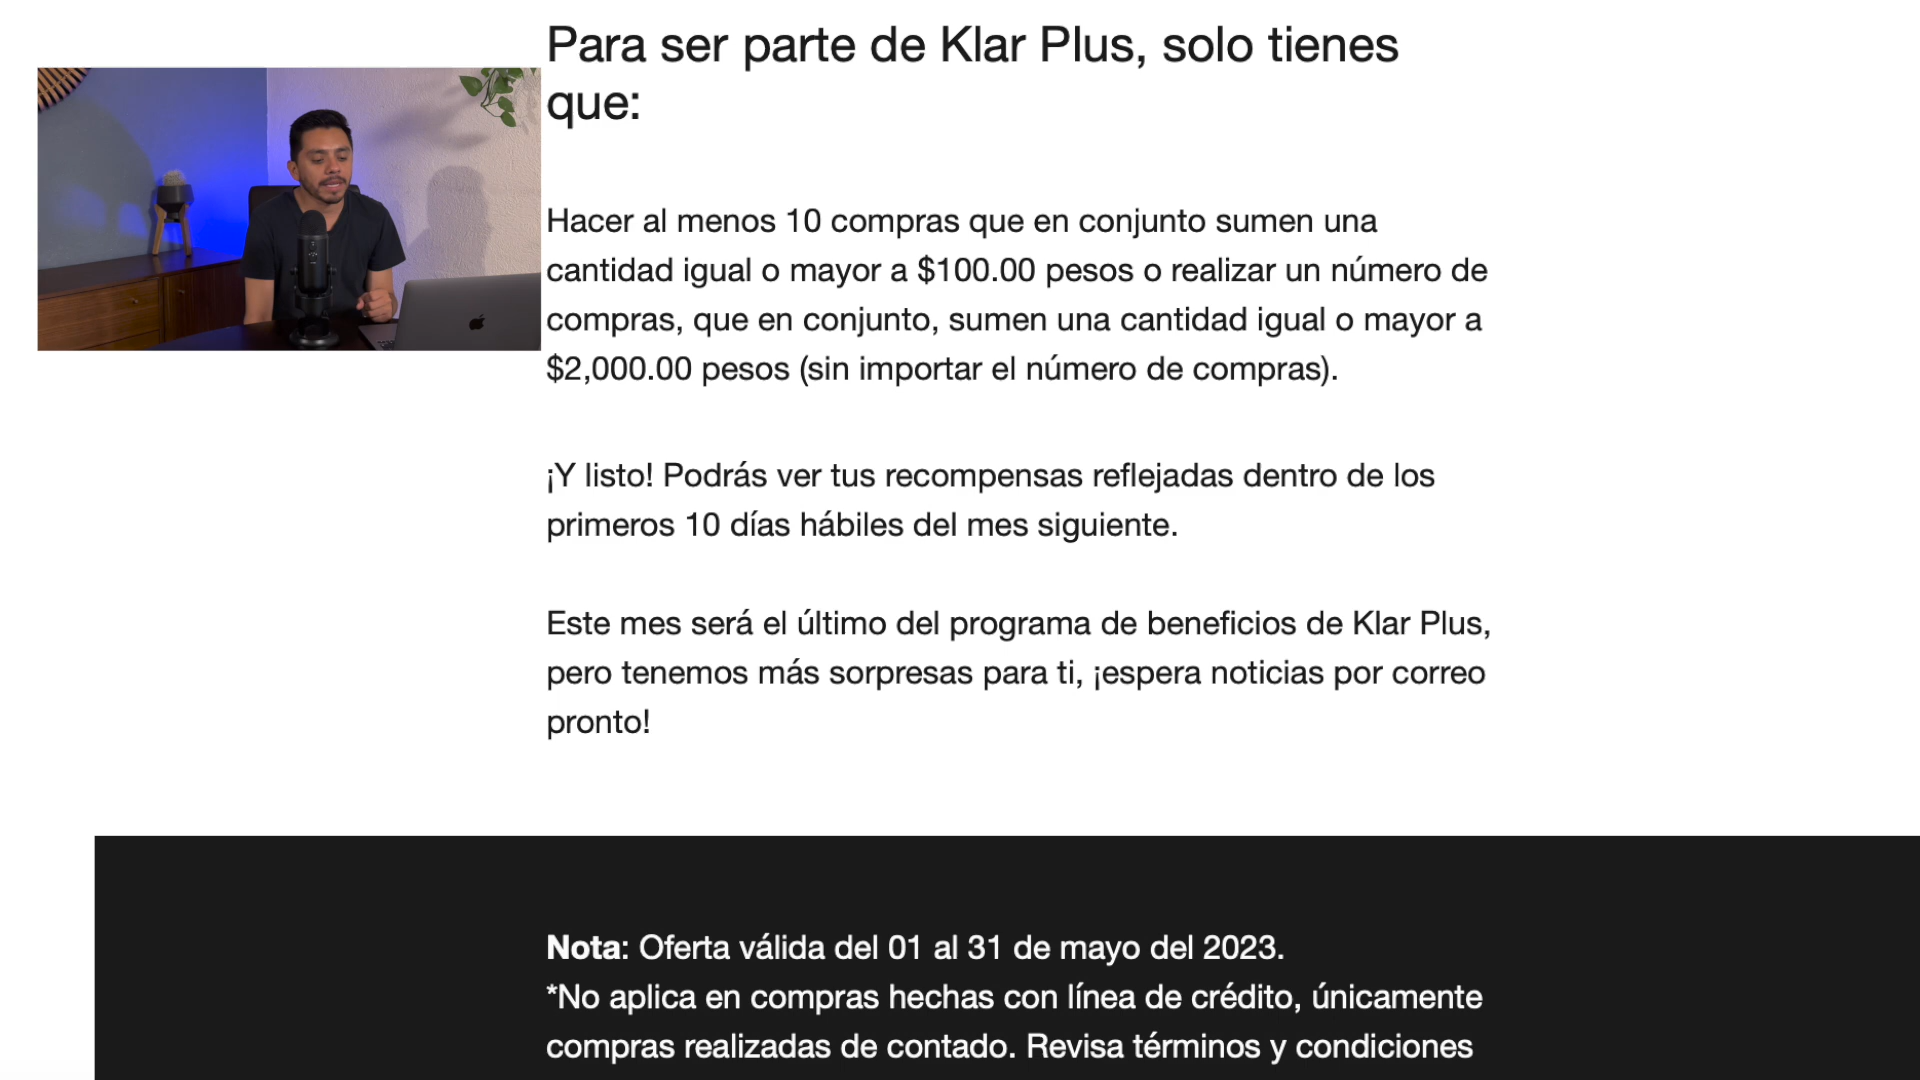 Para ser parte de Klar Plus, solo tienes
que:
Hacer al menos 10 compras que en conjunto sumen una
cantidad igual o mayor a $100.00 pesos o realizar un número de
compras, que en conjunto, sumen una cantidad igual o mayor a
$2,000.00 pesos (sin importar el número de compras).
¡Y listo! Podrás ver tus recompensas reflejadas dentro de los
primeros 10 días hábiles del mes siguiente.
Este mes será el último del programa de beneficios de Klar Plus,
pero tenemos más sorpresas para ti, ¡espera noticias por correo
pronto!
Nota: Oferta válida del 01 al 31 de mayo del 2023.
*No aplica en compras hechas con línea de crédito, únicamente
compras realizadas de contado. Revisa términos y condiciones